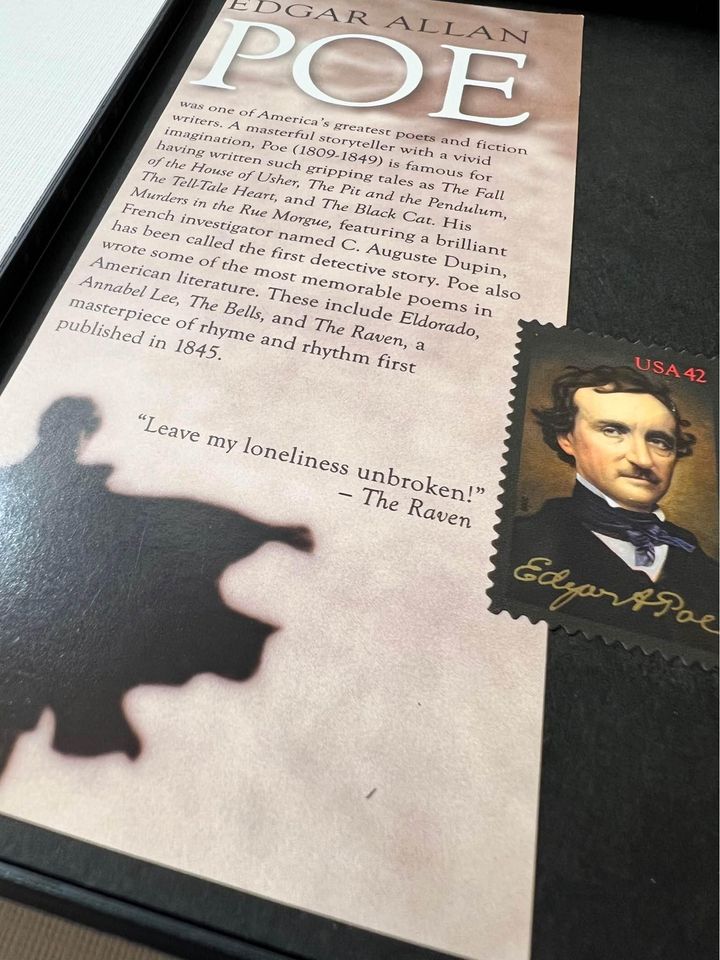 EDGAR ALLAN
POE
was one of America's greatest poets and fiction
writers. A masterful storyteller with a vivid
imagination, Poe (1809-1849) is famous for
having written such gripping tales as The Fall
of the House of Usher, The Pit and the Pendulum,
The Tell-Tale Heart, and The Black Cat. His
Murders in the Rue Morgue, featuring a brilliant
French investigator named C. Auguste Dupin,
has been called the first detective story. Poe also
wrote some of the most memorable poems in
American literature. These include Eldorado,
Annabel Lee, The Bells, and The Raven, a
masterpiece of rhyme and rhythm first
published in 1845.
"Leave my loneliness unbroken!"
– The Raven
USA 42
Edgar A Poe